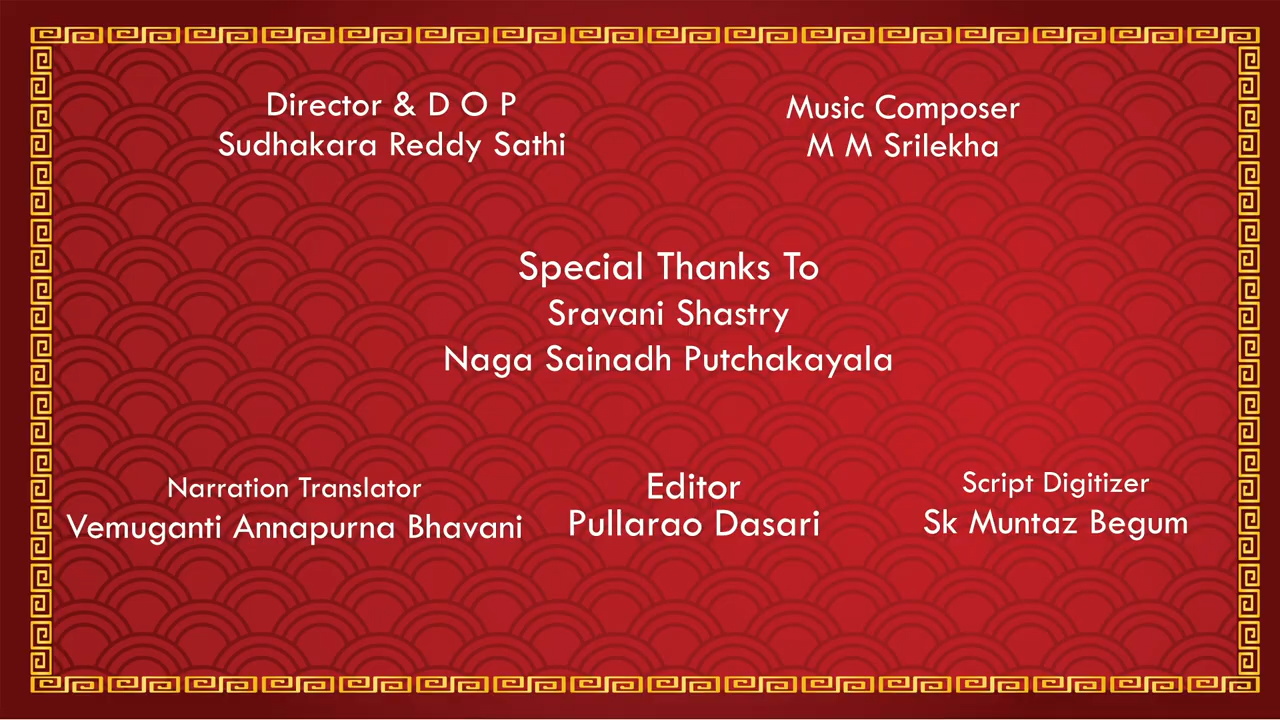 Director & D O P
Sudhakara Reddy Sathi
Music Composer
M M Srilekha
Special Thanks To
Sravani Shastry
Naga Sainadh Putchakayala
Narration Translator
Vemuganti Annapurna Bhavani
Editor
Pullarao Dasari
Script Digitizer
Sk Muntaz Begum